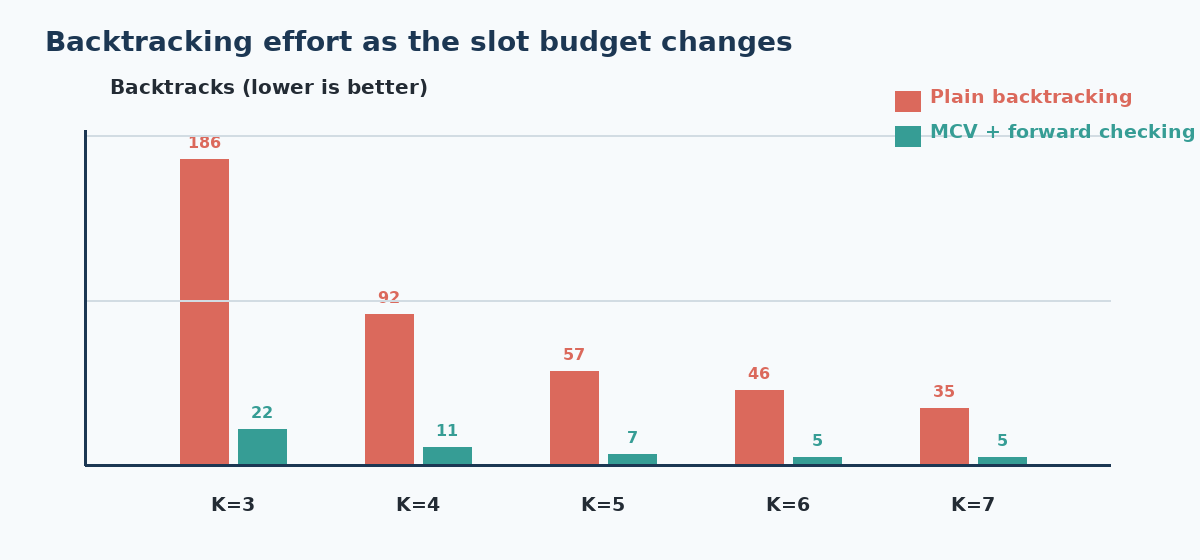 Backtracking effort as the slot budget changes
Backtracks (lower is better)
Plain backtracking
MCV + forward checking
186
22
92
11
57
7
46
5
35
5
K=3
K=4
K=5
K=6
K=7